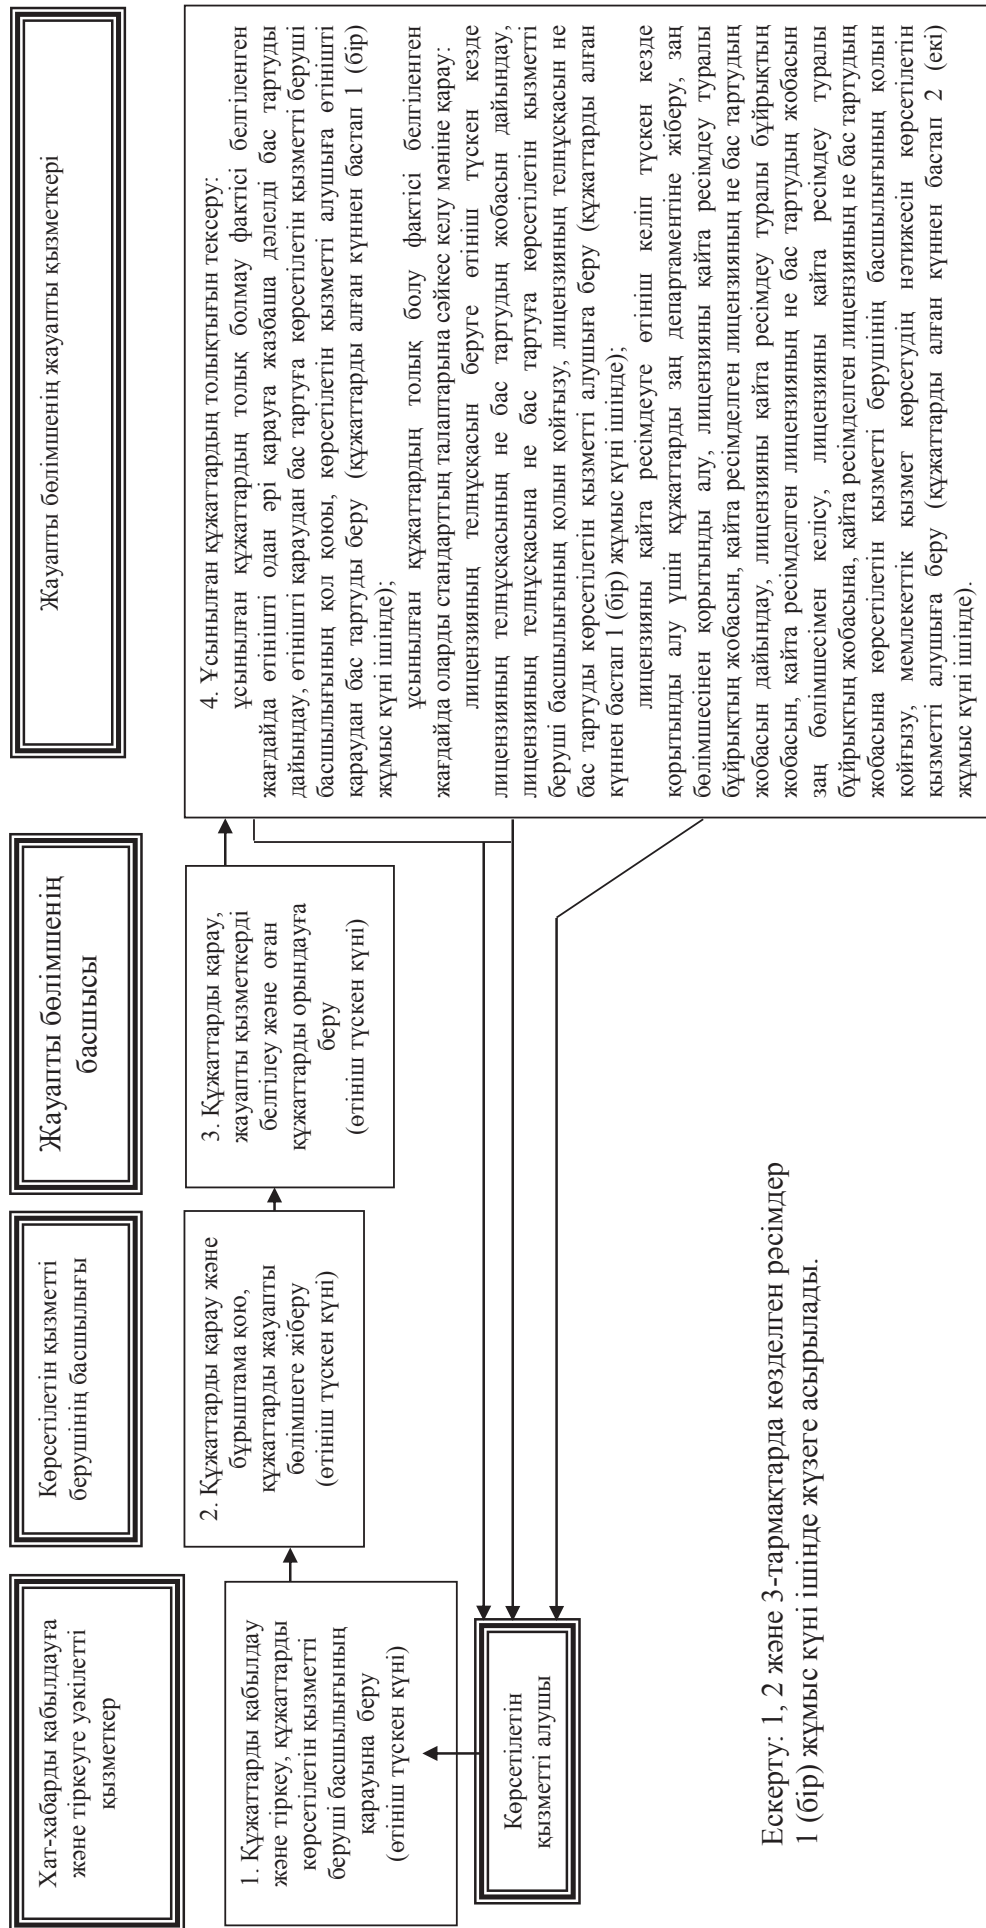 Хат-хабарды қабылдауға
және тіркеуге уәкілетті
қызметкер
Көрсетілетін қызметті
берушінің басшылығы
Жауапты бөлімшенің
басшысы
Жауапты бөлімшенің жауапты қызметкері
1. Құжаттарды қабылдау
және тіркеу, құжаттарды
көрсетілетін қызметті
беруші басшылығының
қарауына беру
(өтініш түскен күні)
2. Құжаттарды қарау және
бұрыштама қою,
құжаттарды жауапты
бөлімшеге жіберу
(өтініш түскен күні)
3. Құжаттарды қарау,
жауапты қызметкерді
белгілеу және оған
құжаттарды орындауға
беру
(өтініш түскен күні)
4. Ұсынылған құжаттардың толықтығын тексеру:
ұсынылған құжаттардың толық болмау фактісі белгіленген
жағдайда өтінішті одан әрі қарауға жазбаша дәлелді бас тартуды
дайындау, өтінішті қараудан бас тартуға көрсетілетін қызметті беруші
басшылығының қол қоюы, көрсетілетін қызметті алушыға өтінішті
қараудан бас тартуды беру (құжаттарды алған күннен бастап 1 (бір)
жұмыс күні ішінде);
ұсынылған құжаттардың толық болу фактісі белгіленген
жағдайда оларды стандарттың талаптарына сәйкес келу мәніне қарау:
лицензияның телнұсқасын беруге өтініш түскен кезде
лицензияның телнұсқасының не бас тартудың жобасын дайындау,
лицензияның телнұсқасына не бас тартуға көрсетілетін қызметті
беруші басшылығының қолын қойғызу, лицензияның телнұсқасын не
бас тартуды көрсетілетін қызметті алушыға беру (құжаттарды алған
күннен бастап 1 (бір) жұмыс күні ішінде);
лицензияны қайта ресімдеуге өтініш келіп түскен кезде
қорытынды алу үшін құжаттарды заң департаментіне жіберу, заң
бөлімшесінен қорытынды алу, лицензияны қайта ресімдеу туралы
бұйрықтың жобасын, қайта ресімделген лицензияның не бас тартудың
жобасын дайындау, лицензияны қайта ресімдеу туралы бұйрықтың
жобасын, қайта ресімделген лицензияның не бас тартудың жобасын
заң бөлімшесімен келісу, лицензияны қайта ресімдеу туралы
бұйрықтың жобасына, қайта ресімделген лицензияның не бас тартудың
жобасына көрсетілетін қызметті берушінің басшылығының қолын
қойғызу, мемлекеттік қызмет көрсетудің нәтижесін көрсетілетін
қызметті алушыға беру (құжаттарды алған күннен бастап 2 (екі)
жұмыс күні ішінде).
Көрсетілетін
қызметті алушы
Ескерту: 1, 2 және 3-тармақтарда көзделген рәсімдер
1 (бір) жұмыс күні ішінде жүзеге асырылады.